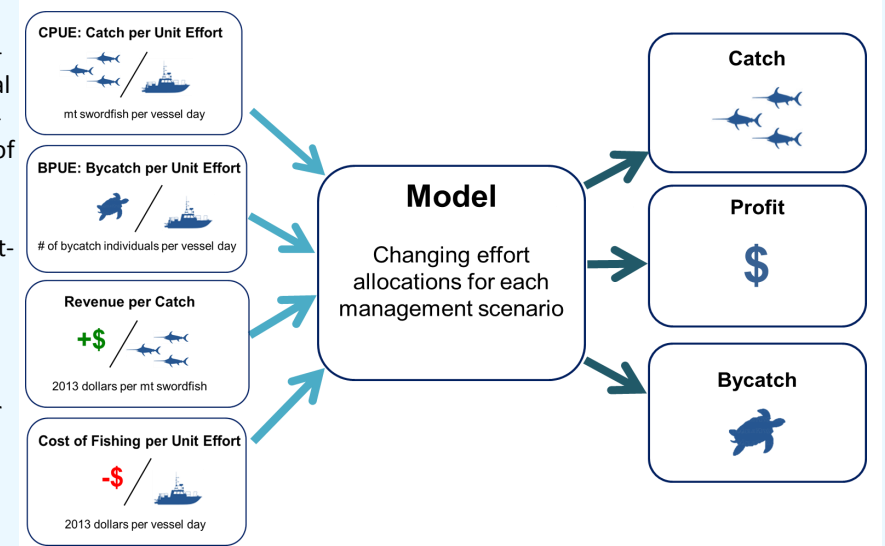 al
of
t-
CPUE: Catch per Unit Effort
mt swordfish per vessel day
BPUE: Bycatch per Unit Effort
# of bycatch individuals per vessel day
Revenue per Catch
+$
2013 dollars per mt swordfish
Cost of Fishing per Unit Effort
-$
2013 dollars per vessel day
Model
Changing effort
allocations for each
management scenario
Catch
Profit
$
Bycatch